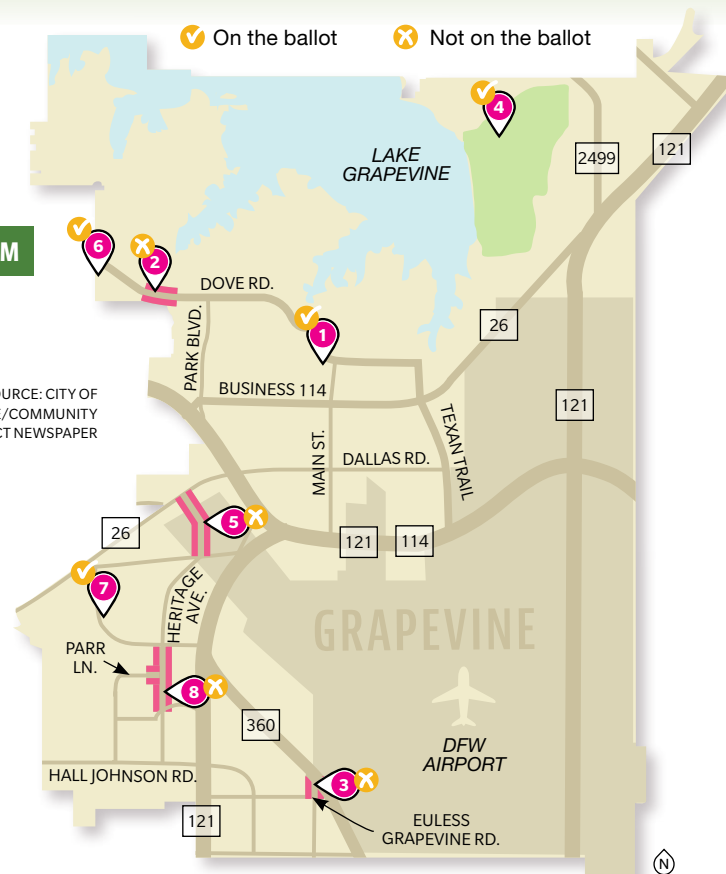 On the ballot
Not on the ballot
4
LAKE
GRAPEVINE
2499
121
M
6
2
DOVE RD.
1
26
PARK BLVD.
BUSINESS 114
121
OURCE: CITY OF
E/COMMUNITY
CT NEWSPAPER
MAIN ST.
TEXAN TRAIL
DALLAS RD.
5
26
121
114
7
HERITAGE
AVE.
GRAPEVINE
PARR
LN.
8
360
DFW
AIRPORT
HALL JOHNSON RD.
3
121
EULESS
GRAPEVINE RD.
N